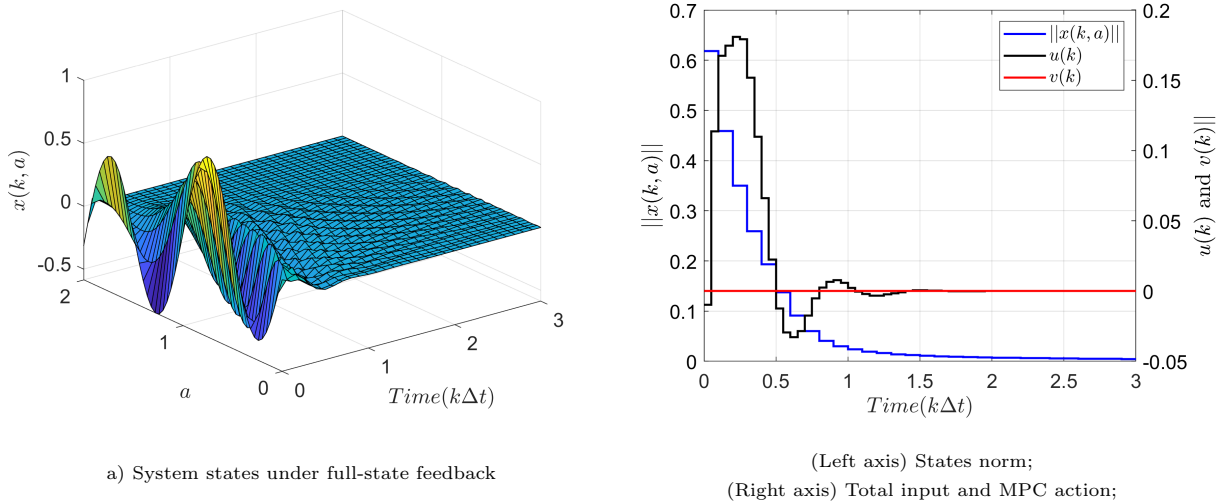 1
0.5
0
-0.5
x(k, a)
2
1
0
a
0
1
2
3
Time(kΔt)
a) System states under full-state feedback
0.7
0.6
0.5
0.4
0.3
0.2
0.1
0
||x(k, a)||
0.2
0.15
0.1
0.05
0
-0.05
u(k) and v(k)||
||x(k, a)||
u(k)
v(k)
0 0.5 1 1.5 2 2.5 3
Time(kΔt)
(Left axis) States norm;
(Right axis) Total input and MPC action;